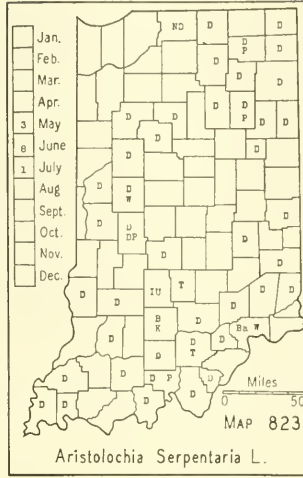 Jan.
Feb.
Mar.
Apr.
3 May
8 June
1 July
Aug
Sept.
Oct.
Nov.
Dec.
ND D D
D P D
D D
D D D D P D D
D D D
D
D D W
D D DP
D D D
IU T D
D D D
B K D D Ba W
D D T
D D D P D
D D D D
Miles
0 50
MAP 823
Aristolochia Serpentaria L.